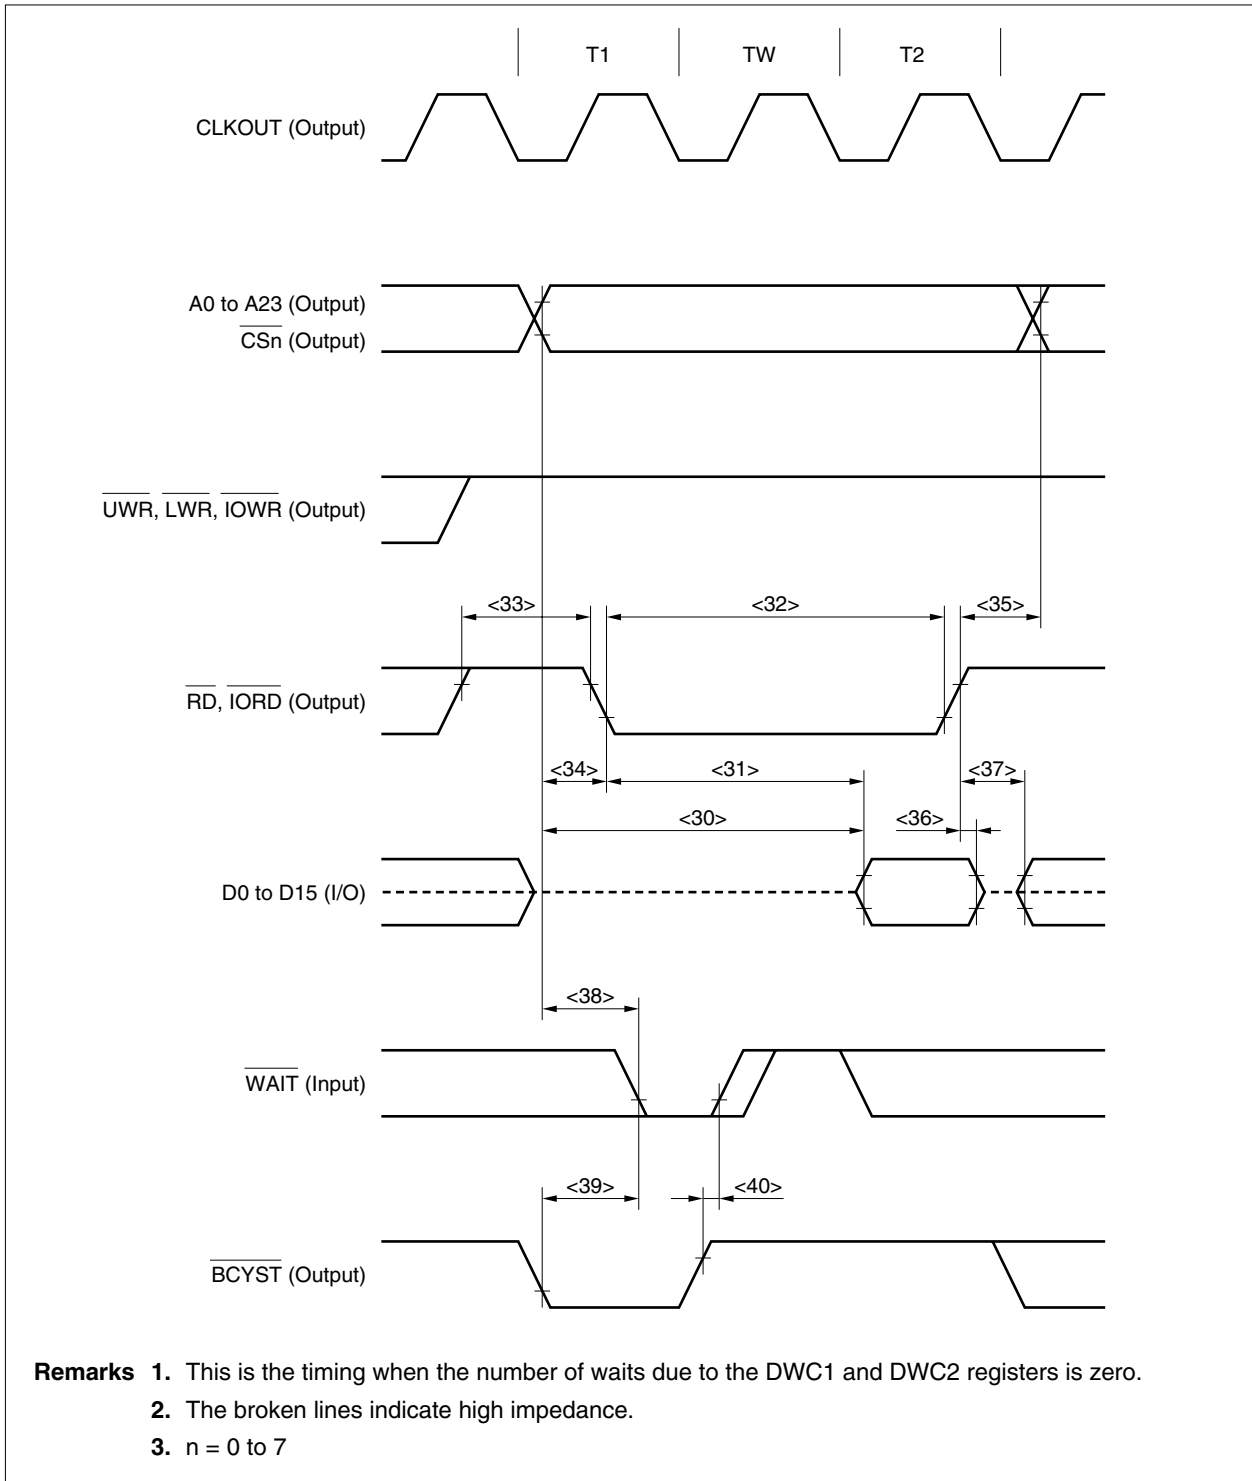 T1 TW T2
CLKOUT (Output)
A0 to A23 (Output)
CSn (Output)
UWR, LWR, IOWR (Output)
<33> <32> <35>
RD, IORD (Output)
<34> <31> <37>
<30> <36>
D0 to D15 (I/O)
<38>
WAIT (Input)
<39> <40>
BCYST (Output)
Remarks 1. This is the timing when the number of waits due to the DWC1 and DWC2 registers is zero.
2. The broken lines indicate high impedance.
3. n = 0 to 7